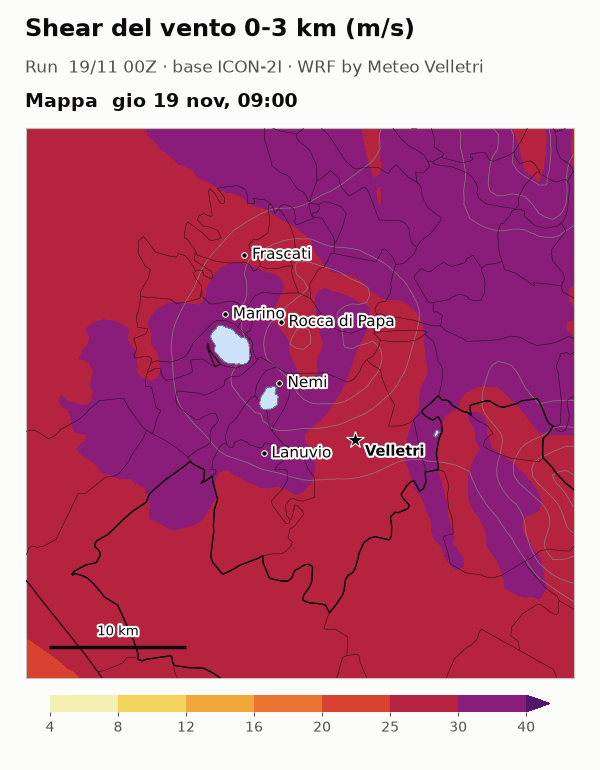 Shear del vento 0-3 km (m/s)
Run  19/11 00Z · base ICON-2I · WRF by Meteo Velletri
Mappa  gio 19 nov, 09:00
Frascati
Marino
Rocca di Papa
Nemi
Velletri
Lanuvio
10 km
4 8 12 16 20 25 30 40